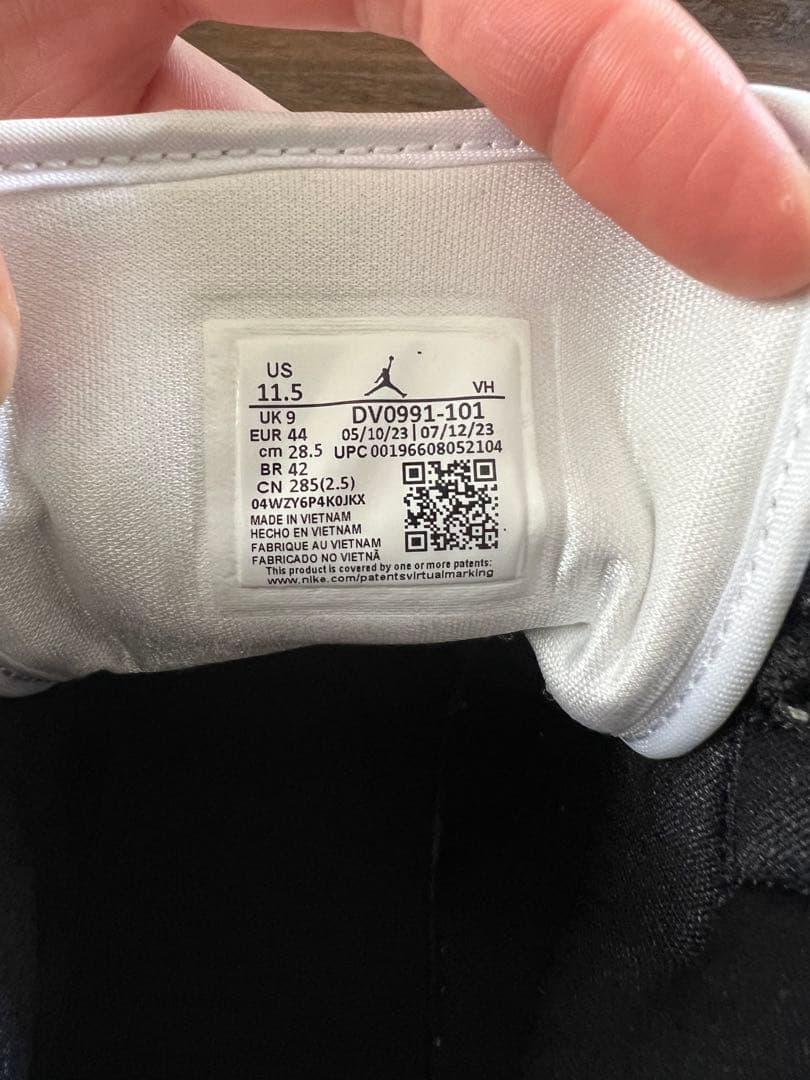 US
11.5
VH
UK 9
DV0991-101
EUR 44
05/10/23 | 07/12/23
cm 28.5
UPC 00196608052104
BR 42
CN 285(2.5)
04WZY6P4K0JKX
MADE IN VIETNAM
HECHO EN VIETNAM
FABRIQUE AU VIETNAM
FABRICADO NO VIETNÃ
This product is covered by one or more patents:
www.nike.com/patentsvirtualmarking